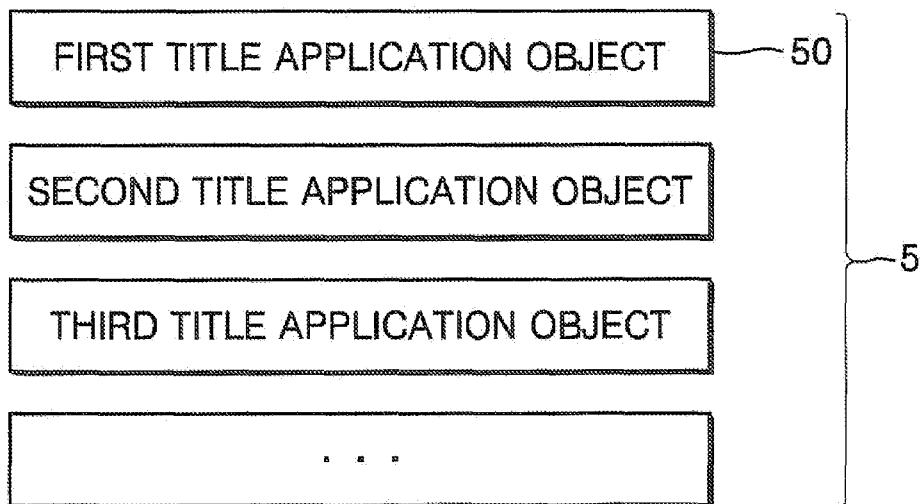 FIRST TITLE APPLICATION OBJECT 50
SECOND TITLE APPLICATION OBJECT
5
THIRD TITLE APPLICATION OBJECT
. . .